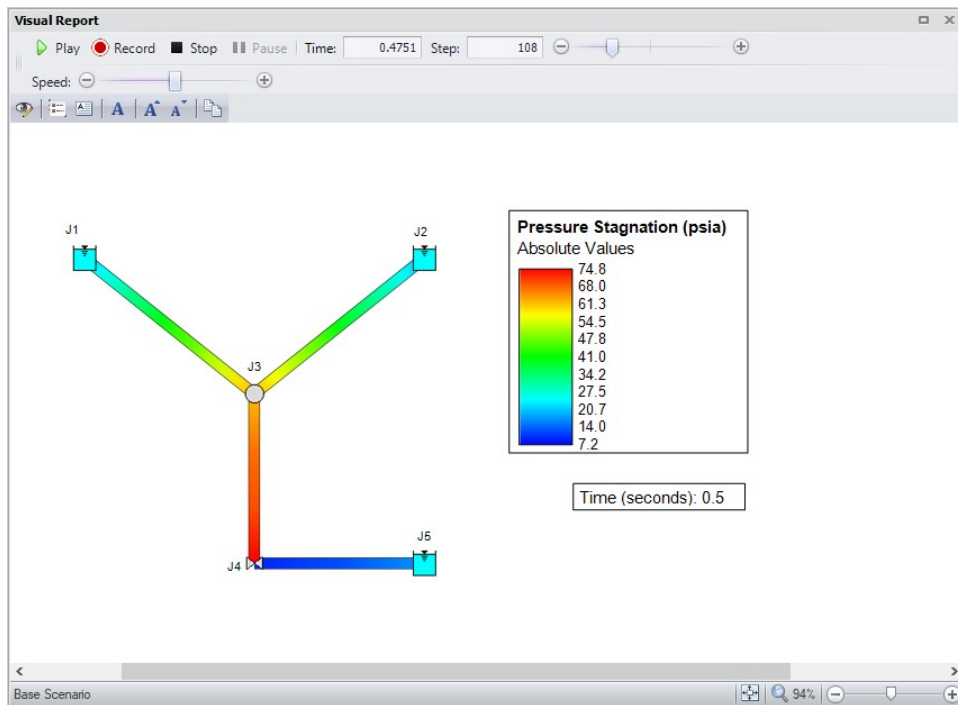 Visual Report
Play Record Stop Pause Time: 0.4751 Step: 108
Speed:
A A A
J1
J2
J3
J4
J5
Pressure Stagnation (psia)
Absolute Values
74.8
68.0
61.3
54.5
47.8
41.0
34.2
27.5
20.7
14.0
7.2
Time (seconds): 0.5
Base Scenario 94%